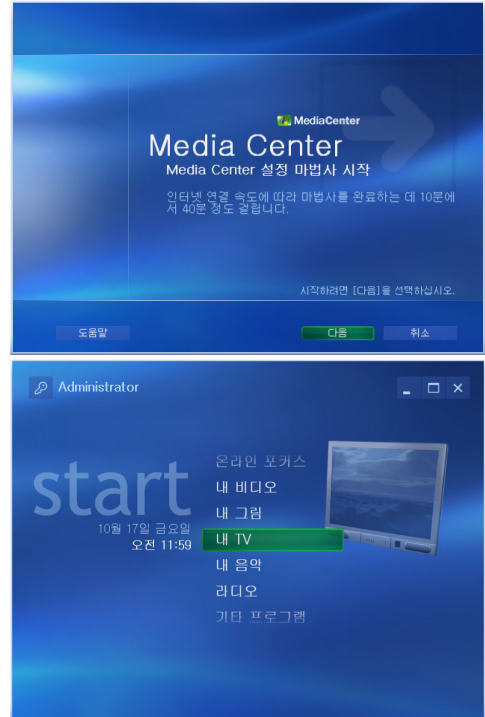 MediaCenter
Media Center
Media Center 설정 마법사 시작
인터넷 연결 속도에 따라 마법사를 완료하는 데 10분에
서 40분 정도 걸립니다.
시작하려면 [다음]을 선택하십시오.
도움말
다음
취소
Administrator
start
10월 17일 금요일
오전 11:59
온라인 포커스
내 비디오
내 그림
내 TV
내 음악
라디오
기타 프로그램